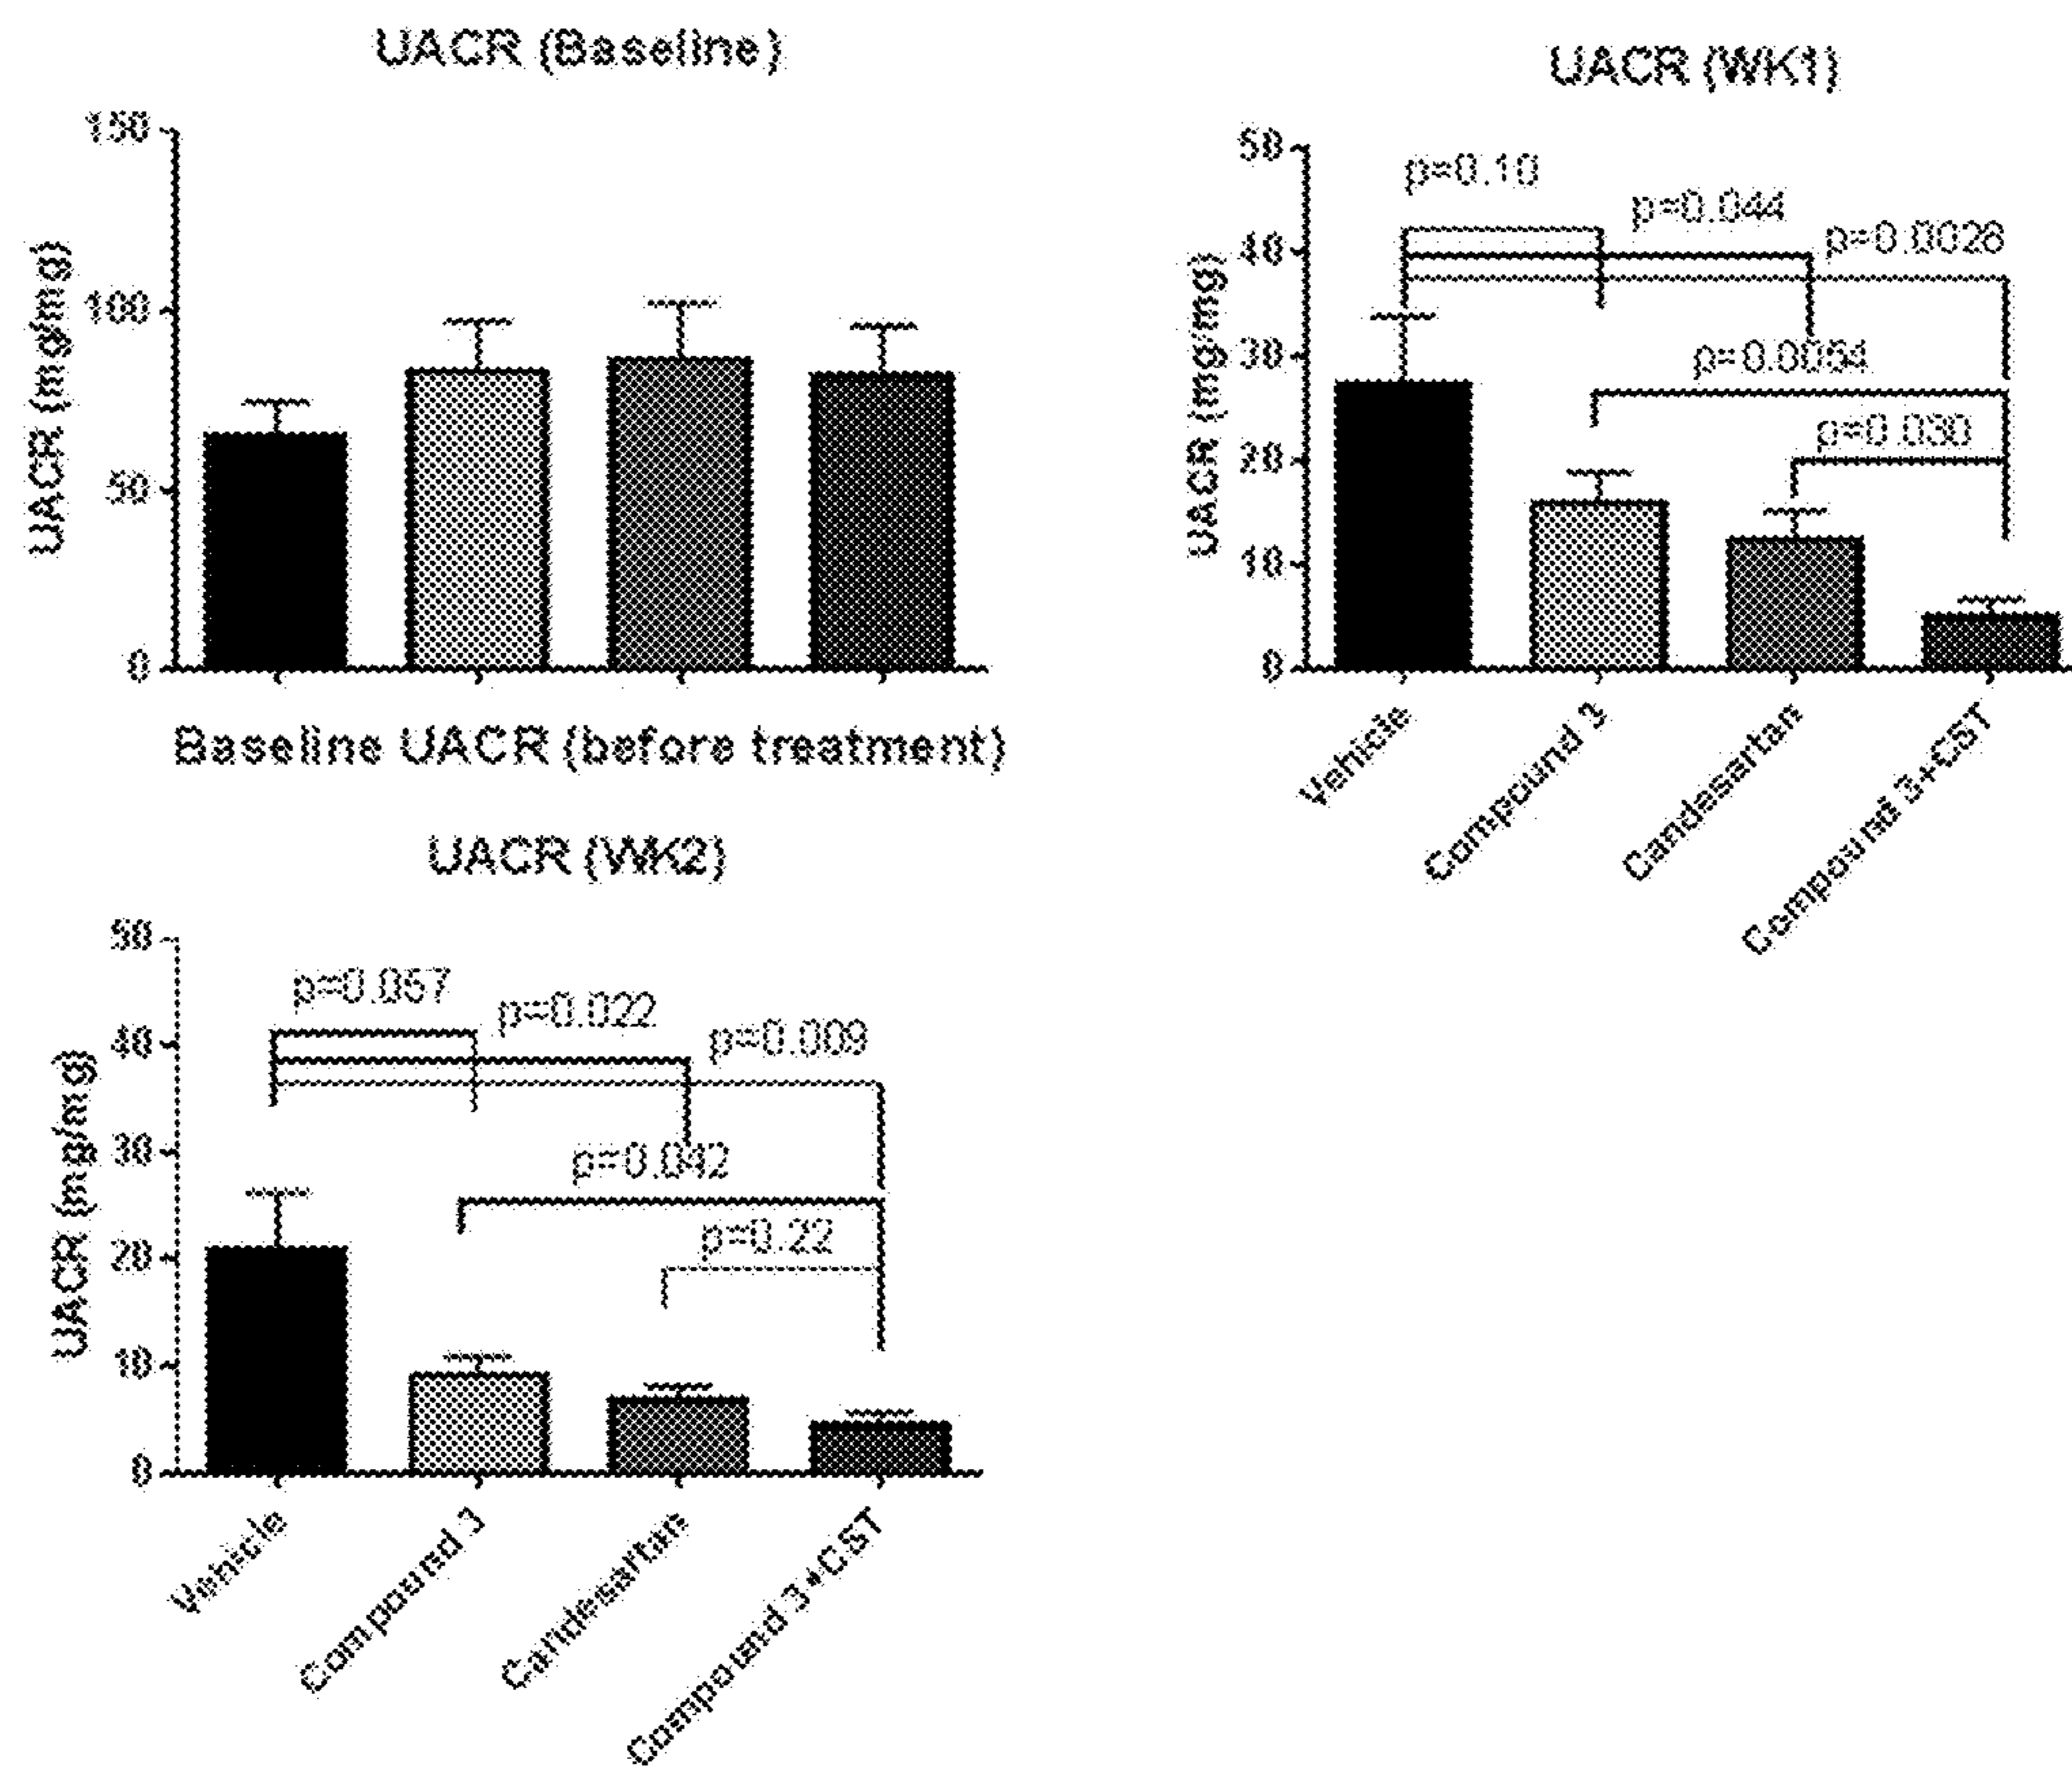 UACR (Baseline)
UACR (mg/mg)
150
100
50
0
Baseline UACR (before treatment)
UACR (WK1)
UACR (mg/mg)
50
40
30
20
10
0
p=0.10
p=0.044
p=0.0028
p=0.0054
p=0.030
Vehicle
Compound 3
Candesartan
Compound 3+CST
UACR (WK2)
UACR (mg/mg)
50
40
30
20
10
0
p=0.057
p=0.022
p=0.009
p=0.042
p=0.22
Vehicle
Compound 3
Candesartan
Compound 3+CST